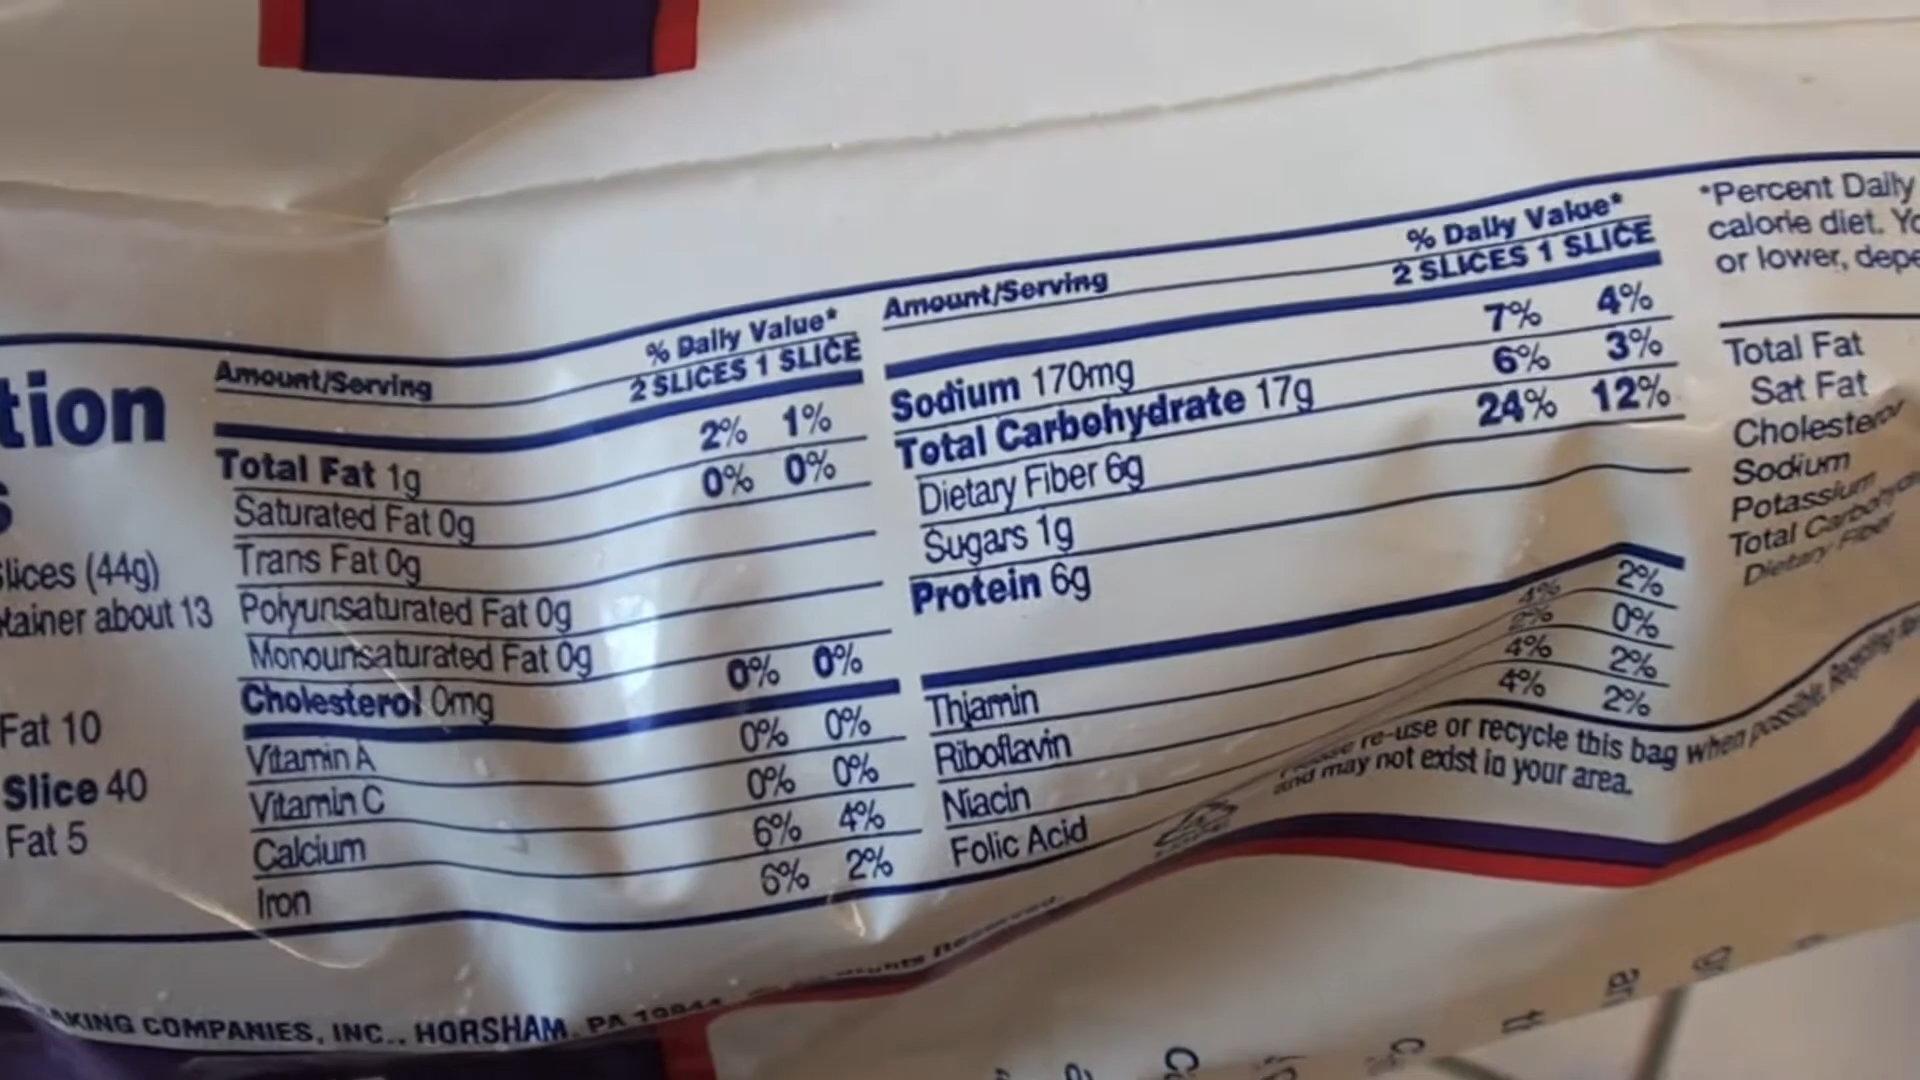 tion
slices (44g)
tainer about 13
Fat 10
Slice 40
Fat 5
Amount/Serving
% Daily Value*
2 SLICES 1 SLICE
Total Fat 1g 2% 1%
Saturated Fat 0g 0% 0%
Trans Fat 0g
Polyunsaturated Fat 0g
Monounsaturated Fat 0g
Cholesterol 0mg 0% 0%
Vitamin A 0% 0%
Vitamin C 0% 0%
Calcium 6% 4%
Iron 6% 2%
Amount/Serving
% Daily Value*
2 SLICES 1 SLICE
Sodium 170mg 7% 4%
Total Carbohydrate 17g 6% 3%
Dietary Fiber 6g 24% 12%
Sugars 1g
Protein 6g
Thiamin 4% 2%
Riboflavin 2% 0%
Niacin 4% 2%
Folic Acid 4% 2%
*Percent Daily
calorie diet. Yo
or lower, depe
Total Fat
Sat Fat
Cholesterol
Sodium
Potassium
Total Carbohydra
Dietary Fiber
Please re-use or recycle this bag when possible. Recycling
and may not exist in your area.
AKING COMPANIES, INC., HORSHAM, PA 19044 Rights Reserved